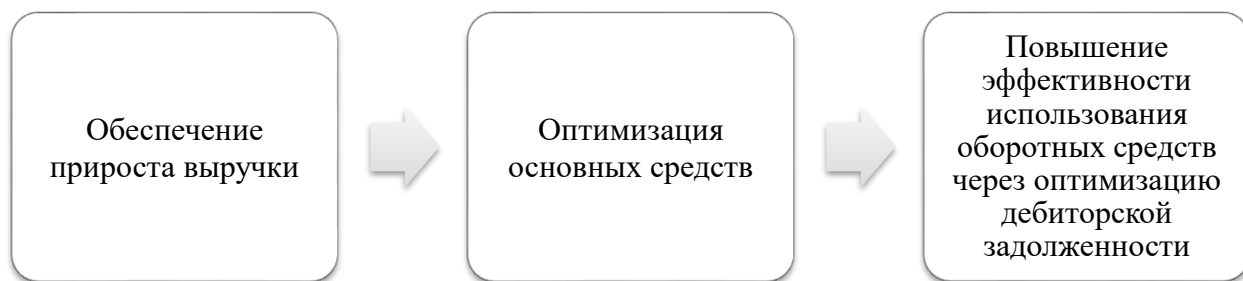 Обеспечение
прироста выручки
Оптимизация
основных средств
Повышение
эффективности
использования
оборотных средств
через оптимизацию
дебиторской
задолженности